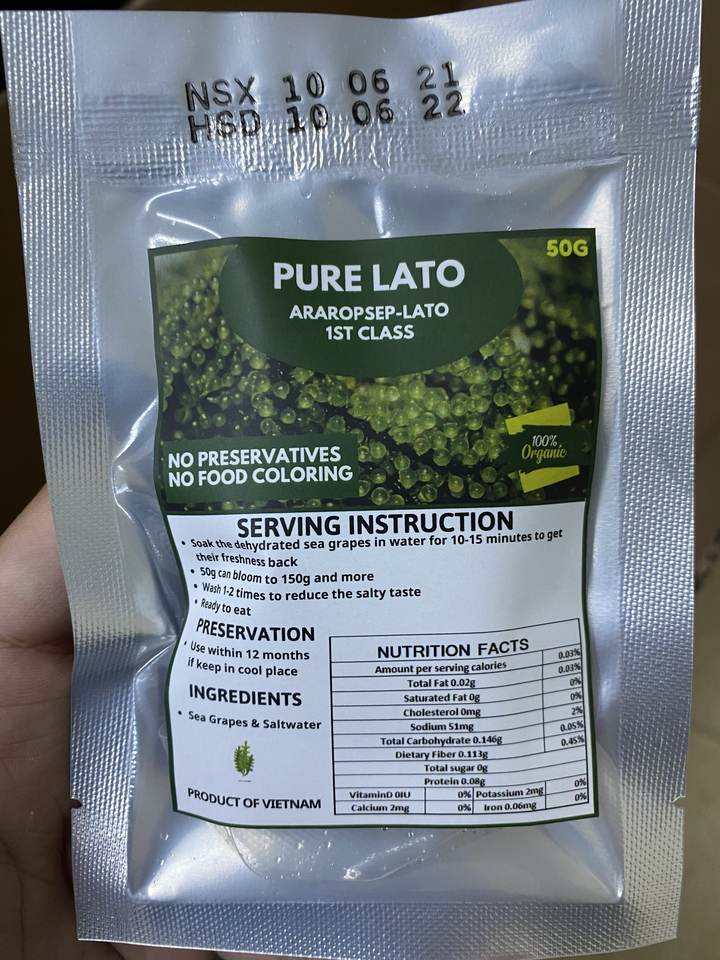 NSX 10 06 21
HSD 10 06 22
50G
PURE LATO
ARAROPSEP-LATO
1ST CLASS
100%
Organic
NO PRESERVATIVES
NO FOOD COLORING
SERVING INSTRUCTION
• Soak the dehydrated sea grapes in water for 10-15 minutes to get
their freshness back
• 50g can bloom to 150g and more
• Wash 1-2 times to reduce the salty taste
• Ready to eat
PRESERVATION
• Use within 12 months
if keep in cool place
INGREDIENTS
• Sea Grapes & Saltwater
PRODUCT OF VIETNAM
NUTRITION FACTS
Amount per serving calories 0.03%
Total Fat 0.02g 0.03%
Saturated Fat 0g 0%
Cholesterol 0mg 0%
Sodium 51mg 2%
Total Carbohydrate 0.146g 0.05%
Dietary Fiber 0.113g 0.45%
Total sugar 0g
Protein 0.08g
VitaminD 0IU 0% Potassium 2mg 0%
Calcium 2mg 0% Iron 0.06mg 0%